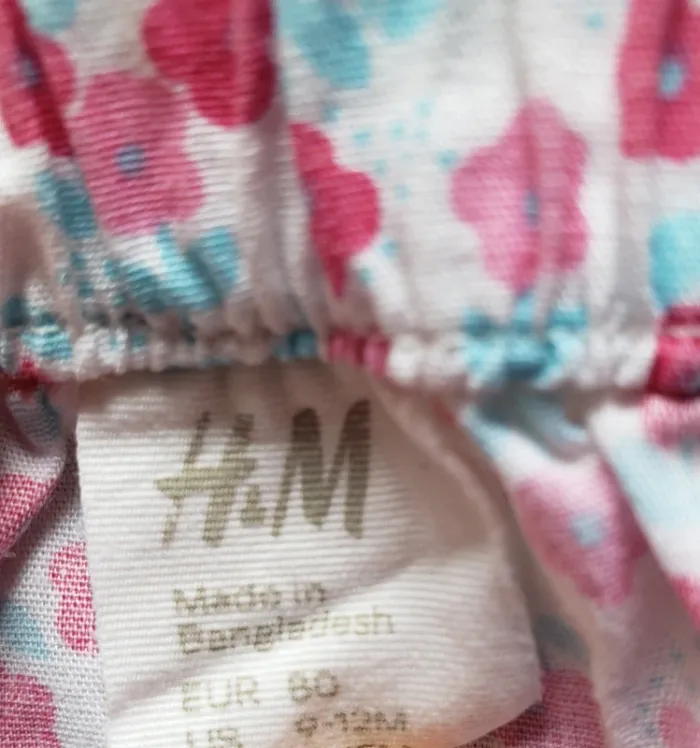 H&M
Made in
Bangladesh
EUR 80
US 9-12M